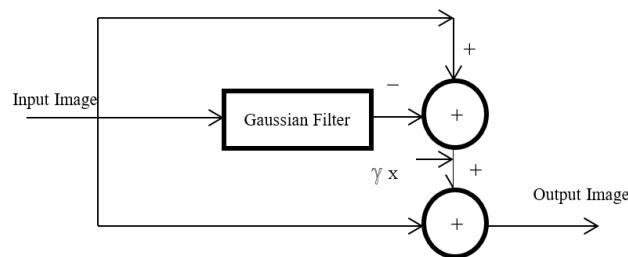 +
Input Image
−
Gaussian Filter
+
γ x
+
Output Image
+